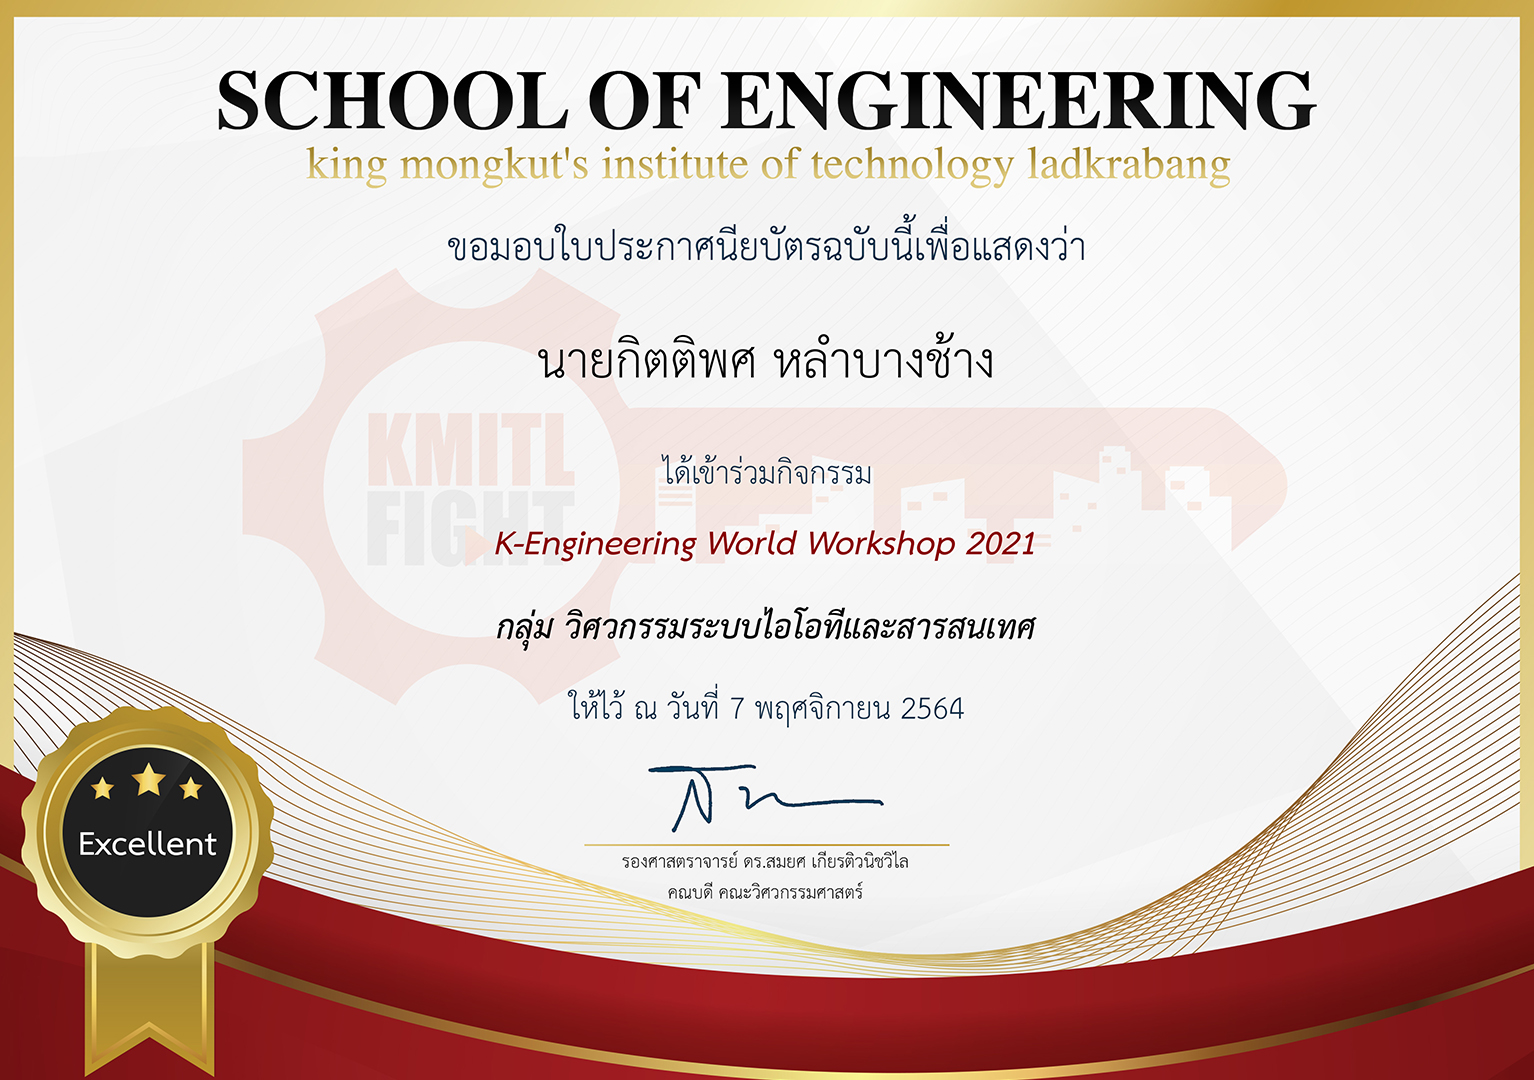 SCHOOL OF ENGINEERING
king mongkut's institute of technology ladkrabang
ขอมอบใบประกาศนียบัตรฉบับนี้เพื่อแสดงว่า
นายกิตติพศ หลำบางช้าง
KMITL
FIGHT
ได้เข้าร่วมกิจกรรม
K-Engineering World Workshop 2021
กลุ่ม วิศวกรรมระบบไอโอทีและสารสนเทศ
ให้ไว้ ณ วันที่ 7 พฤศจิกายน 2564
Excellent
รองศาสตราจารย์ ดร.สมยศ เกียรติวนิชวิไล
คณบดี คณะวิศวกรรมศาสตร์